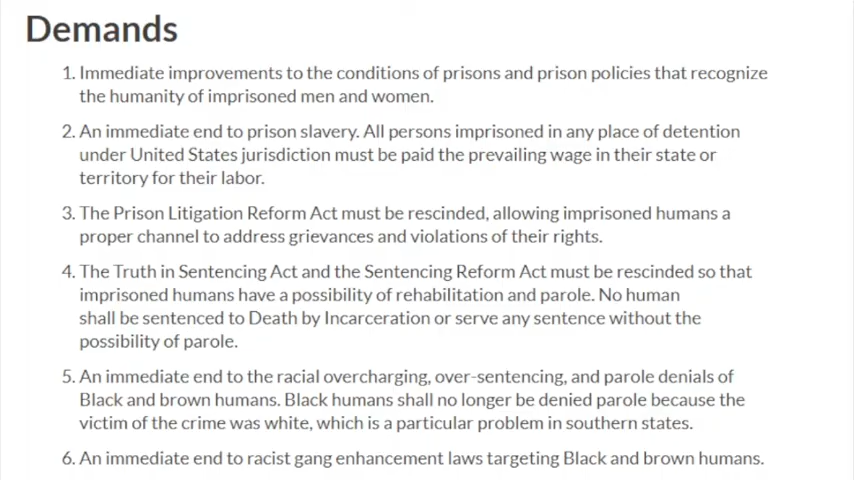 Demands
1. Immediate improvements to the conditions of prisons and prison policies that recognize
the humanity of imprisoned men and women.
2. An immediate end to prison slavery. All persons imprisoned in any place of detention
under United States jurisdiction must be paid the prevailing wage in their state or
territory for their labor.
3. The Prison Litigation Reform Act must be rescinded, allowing imprisoned humans a
proper channel to address grievances and violations of their rights.
4. The Truth in Sentencing Act and the Sentencing Reform Act must be rescinded so that
imprisoned humans have a possibility of rehabilitation and parole. No human
shall be sentenced to Death by Incarceration or serve any sentence without the
possibility of parole.
5. An immediate end to the racial overcharging, over-sentencing, and parole denials of
Black and brown humans. Black humans shall no longer be denied parole because the
victim of the crime was white, which is a particular problem in southern states.
6. An immediate end to racist gang enhancement laws targeting Black and brown humans.